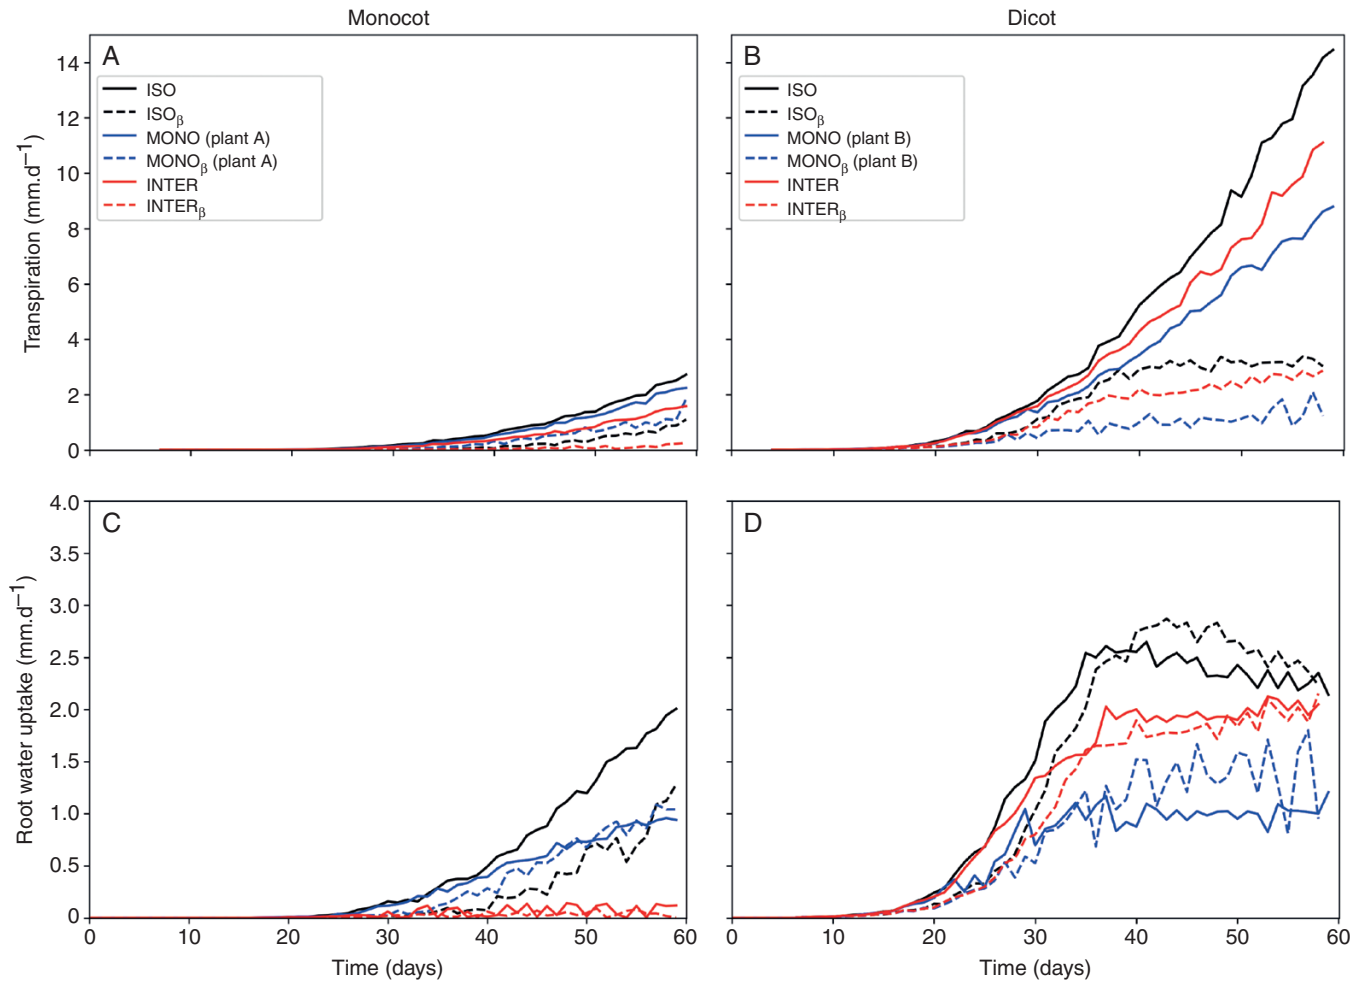 Monocot
Dicot
A
B
ISO
ISOβ
MONO (plant A)
MONOβ (plant A)
INTER
INTERβ
ISO
ISOβ
MONO (plant B)
MONOβ (plant B)
INTER
INTERβ
Transpiration (mm.d⁻¹)
14
12
10
8
6
4
2
0
C
D
Root water uptake (mm.d⁻¹)
4.0
3.5
3.0
2.5
2.0
1.5
1.0
0.5
0
0 10 20 30 40 50 60
0 10 20 30 40 50 60
Time (days)
Time (days)